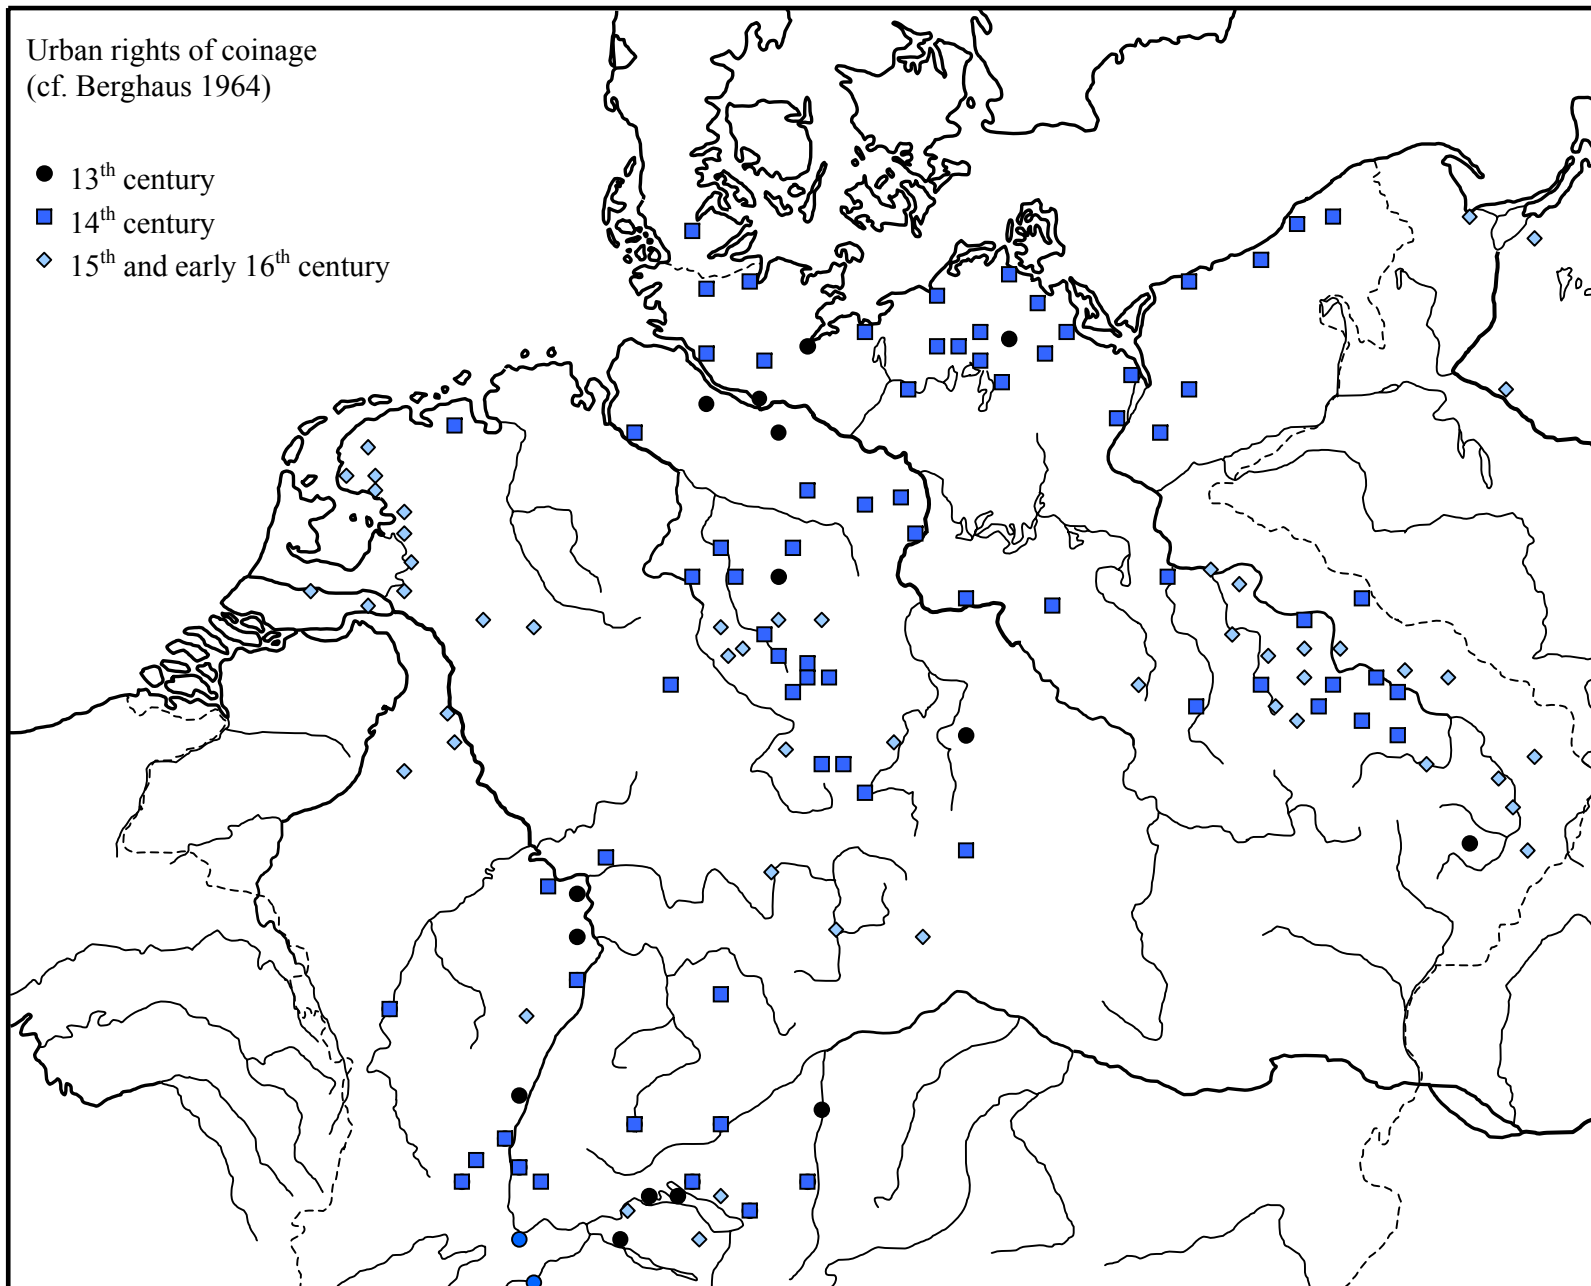 Urban rights of coinage
(cf. Berghaus 1964)
13th century
14th century
15th and early 16th century